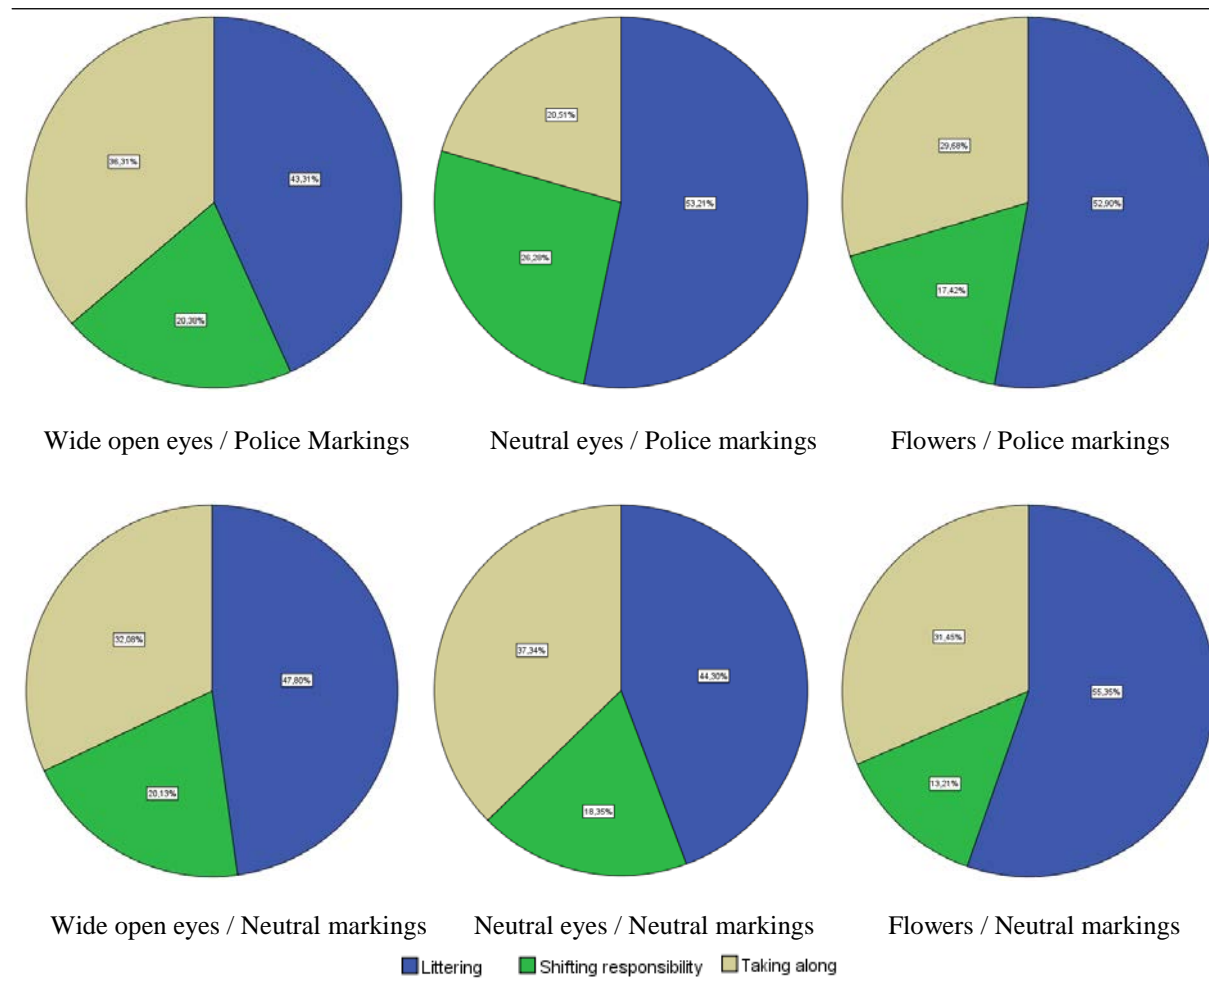 36,31%
43,31%
20,38%
20,51%
53,21%
26,28%
29,68%
52,90%
17,42%
Wide open eyes / Police Markings
Neutral eyes / Police markings
Flowers / Police markings
32,08%
47,80%
20,13%
37,34%
44,30%
18,35%
31,45%
55,35%
13,21%
Wide open eyes / Neutral markings
Neutral eyes / Neutral markings
Flowers / Neutral markings
Littering
Shifting responsibility
Taking along